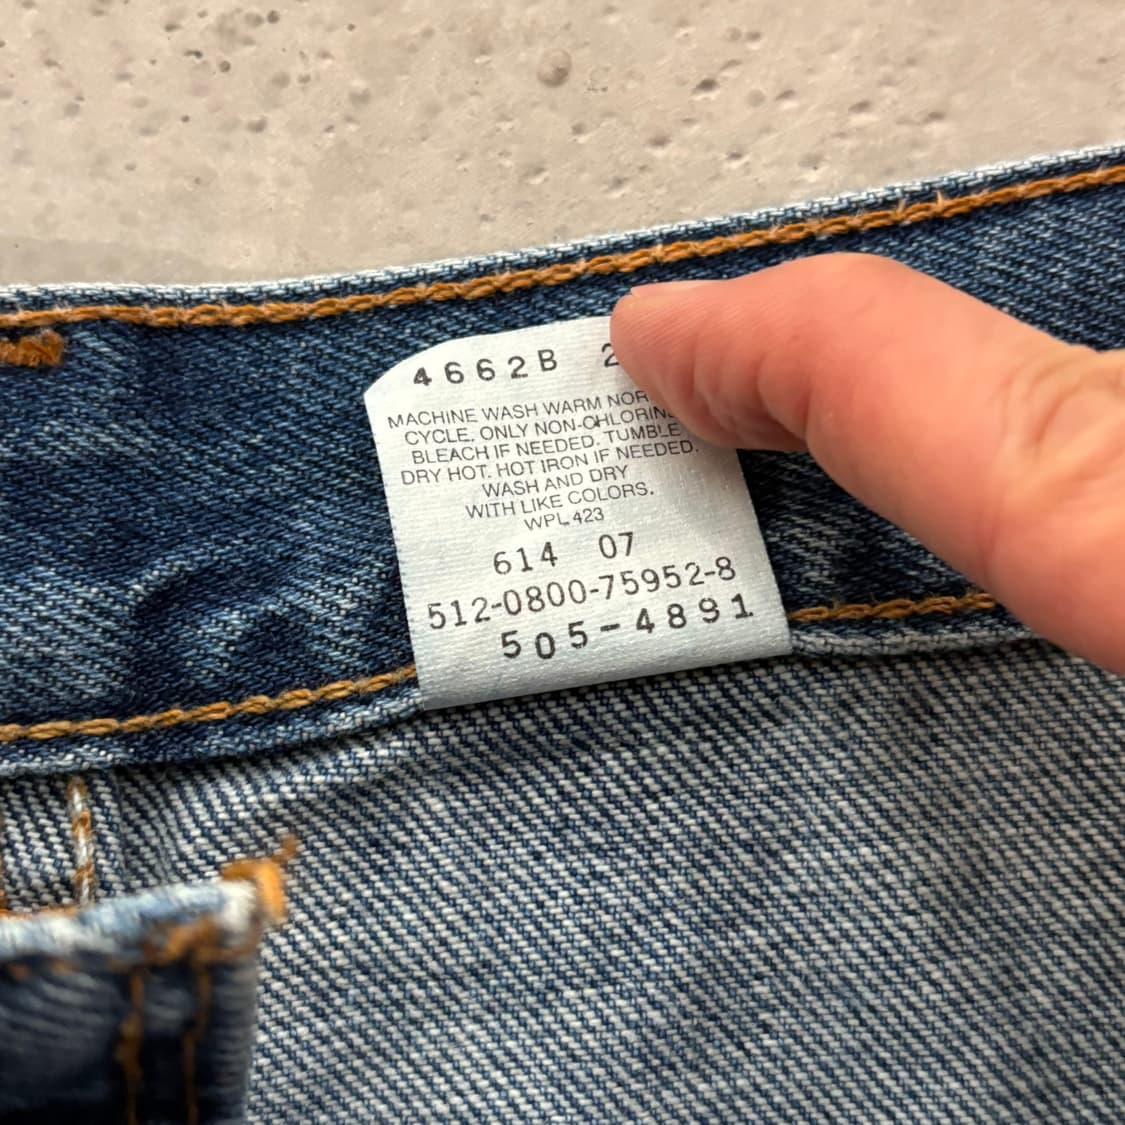 4662B 2
MACHINE WASH WARM NOR
CYCLE. ONLY NON-CHLORINE
BLEACH IF NEEDED. TUMBLE
DRY HOT. HOT IRON IF NEEDED.
WASH AND DRY
WITH LIKE COLORS.
WPL 423
614 07
512-0800-75952-8
505-4891